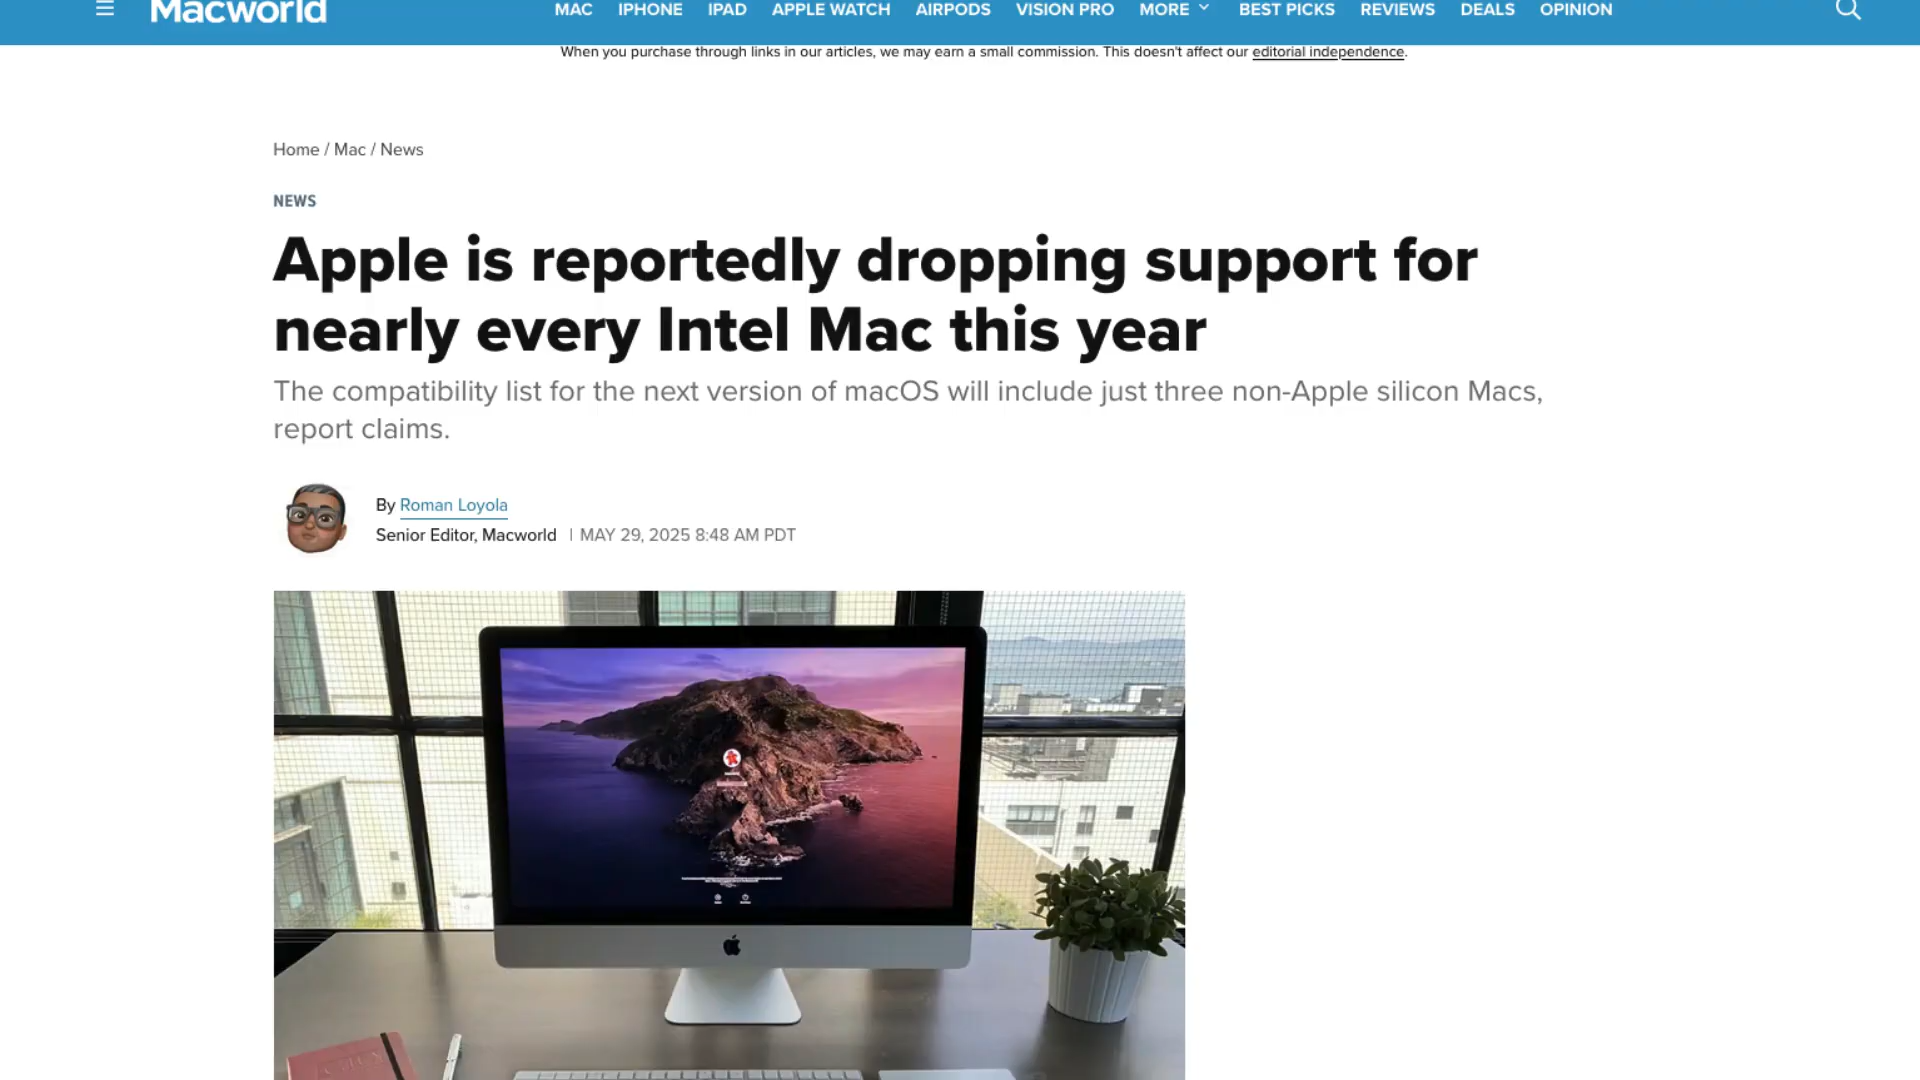 Macworld
MAC IPHONE IPAD APPLE WATCH AIRPODS VISION PRO MORE BEST PICKS REVIEWS DEALS OPINION
When you purchase through links in our articles, we may earn a small commission. This doesn't affect our editorial independence.
Home / Mac / News
NEWS
Apple is reportedly dropping support for
nearly every Intel Mac this year
The compatibility list for the next version of macOS will include just three non-Apple silicon Macs,
report claims.
By Roman Loyola
Senior Editor, Macworld | MAY 29, 2025 8:48 AM PDT